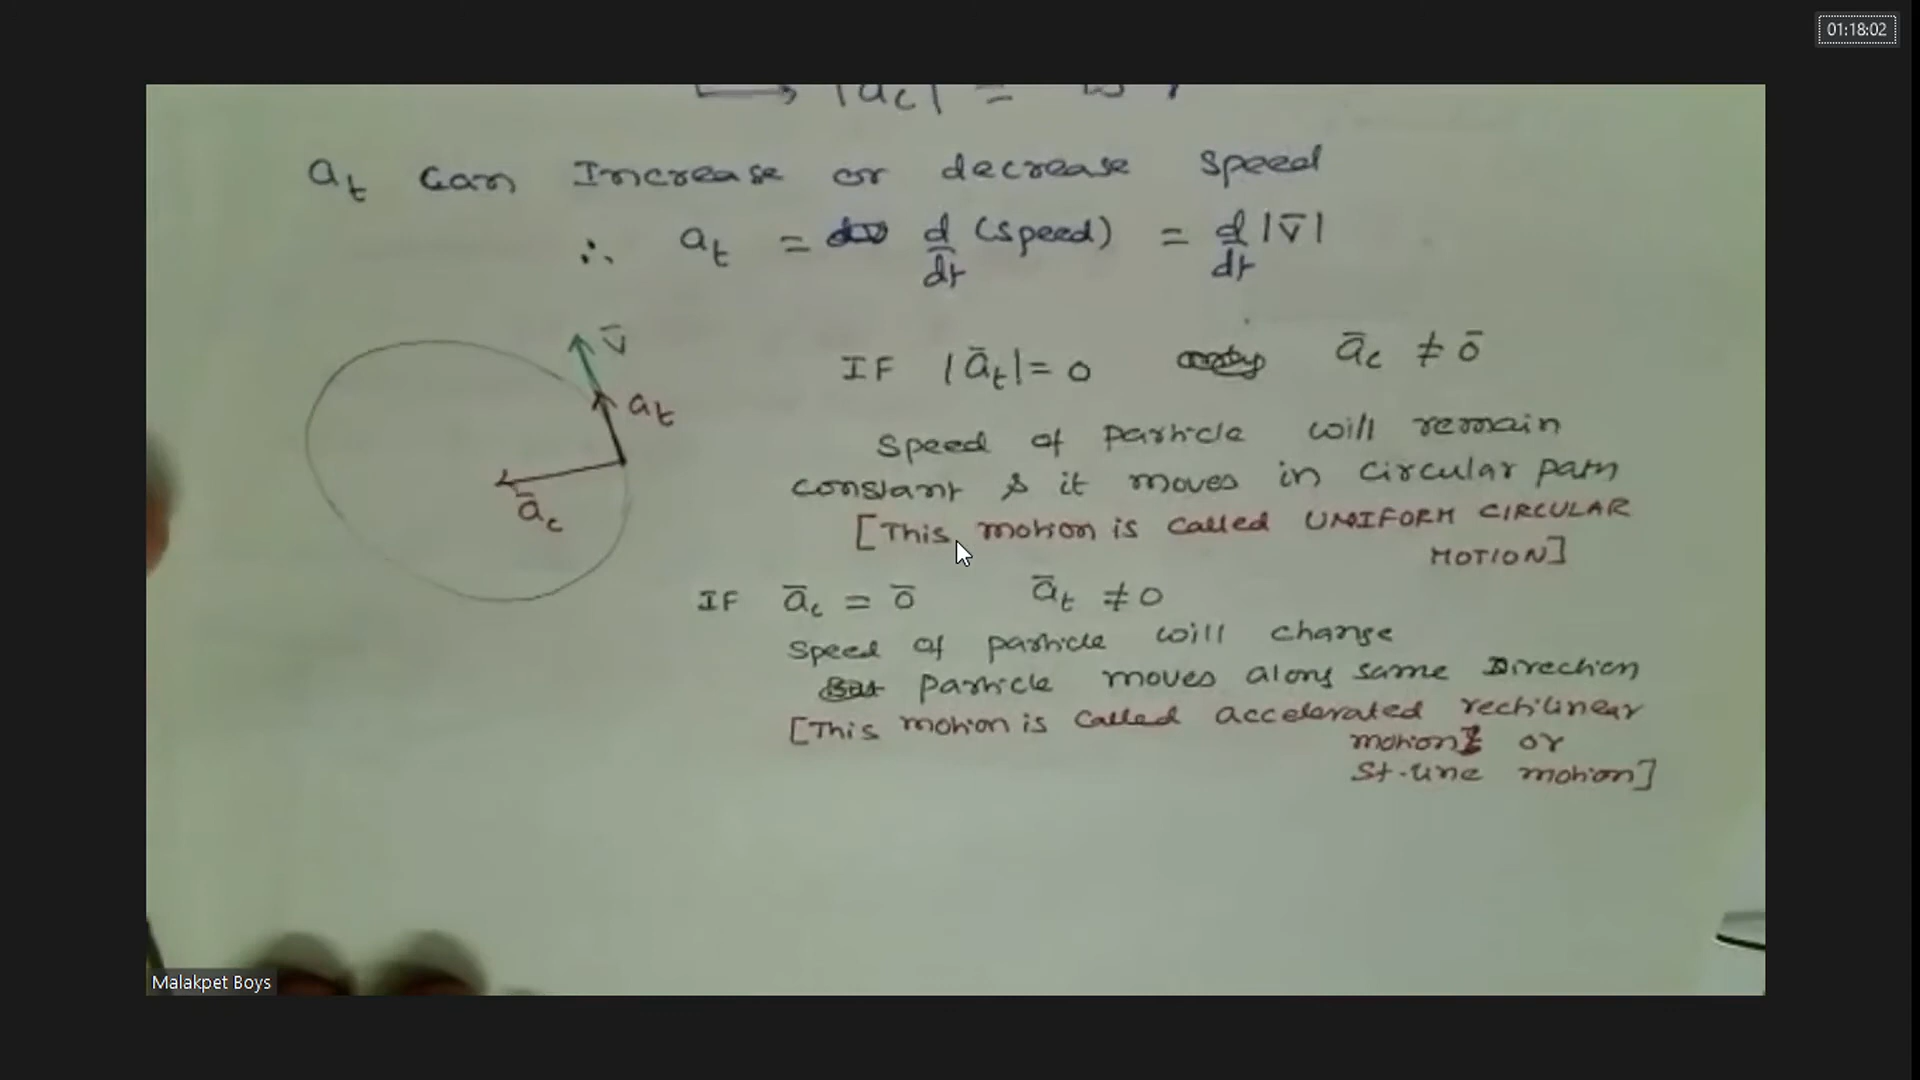 01:18:02
|ac| =
at can Increase or decrease speed
∴ at = d/dt (speed) = d/dt |v̄|
v̄
at
āc
IF |āt| = 0 āc ≠ ō
Speed of particle will remain
constant & it moves in circular path
[This motion is called UNIFORM CIRCULAR
MOTION]
IF āc = ō āt ≠ 0
Speed of particle will change
particle moves along same Direction
[This motion is called accelerated rectilinear
motion or
St-line motion]
Malakpet Boys